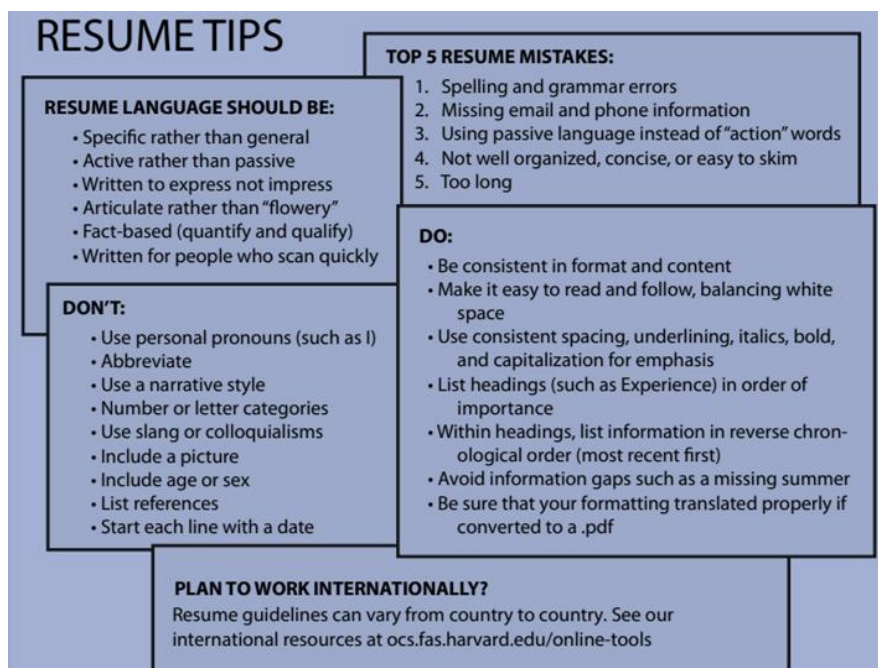 RESUME TIPS
TOP 5 RESUME MISTAKES:
1. Spelling and grammar errors
2. Missing email and phone information
3. Using passive language instead of “action” words
4. Not well organized, concise, or easy to skim
5. Too long
RESUME LANGUAGE SHOULD BE:
• Specific rather than general
• Active rather than passive
• Written to express not impress
• Articulate rather than “flowery”
• Fact-based (quantify and qualify)
• Written for people who scan quickly
DO:
• Be consistent in format and content
• Make it easy to read and follow, balancing white
space
• Use consistent spacing, underlining, italics, bold,
and capitalization for emphasis
• List headings (such as Experience) in order of
importance
• Within headings, list information in reverse chron-
ological order (most recent first)
• Avoid information gaps such as a missing summer
• Be sure that your formatting translated properly if
converted to a .pdf
DON’T:
• Use personal pronouns (such as I)
• Abbreviate
• Use a narrative style
• Number or letter categories
• Use slang or colloquialisms
• Include a picture
• Include age or sex
• List references
• Start each line with a date
PLAN TO WORK INTERNATIONALLY?
Resume guidelines can vary from country to country. See our
international resources at ocs.fas.harvard.edu/online-tools